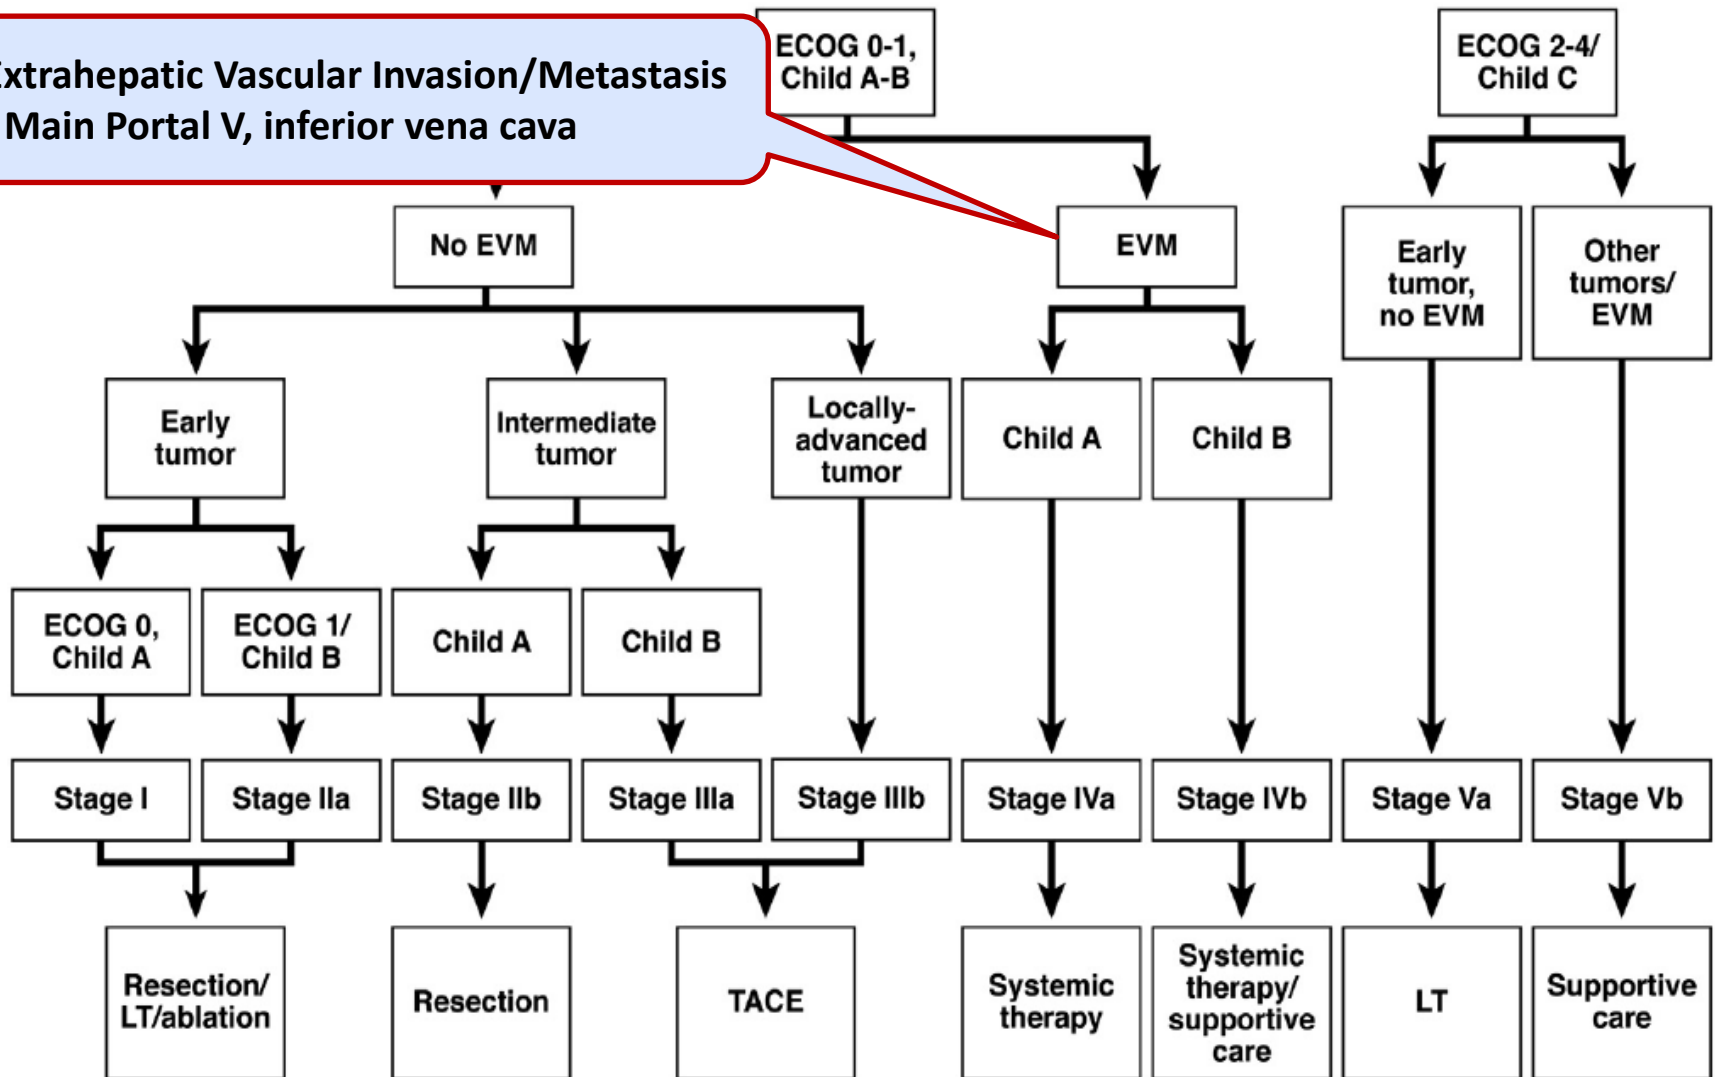 Extrahepatic Vascular Invasion/Metastasis
Main Portal V, inferior vena cava
ECOG 0-1,
Child A-B
ECOG 2-4/
Child C
No EVM
EVM
Early
tumor,
no EVM
Other
tumors/
EVM
Early
tumor
Intermediate
tumor
Locally-
advanced
tumor
Child A
Child B
ECOG 0,
Child A
ECOG 1/
Child B
Child A
Child B
Stage I
Stage IIa
Stage IIb
Stage IIIa
Stage IIIb
Stage IVa
Stage IVb
Stage Va
Stage Vb
Resection/
LT/ablation
Resection
TACE
Systemic
therapy
Systemic
therapy/
supportive
care
LT
Supportive
care